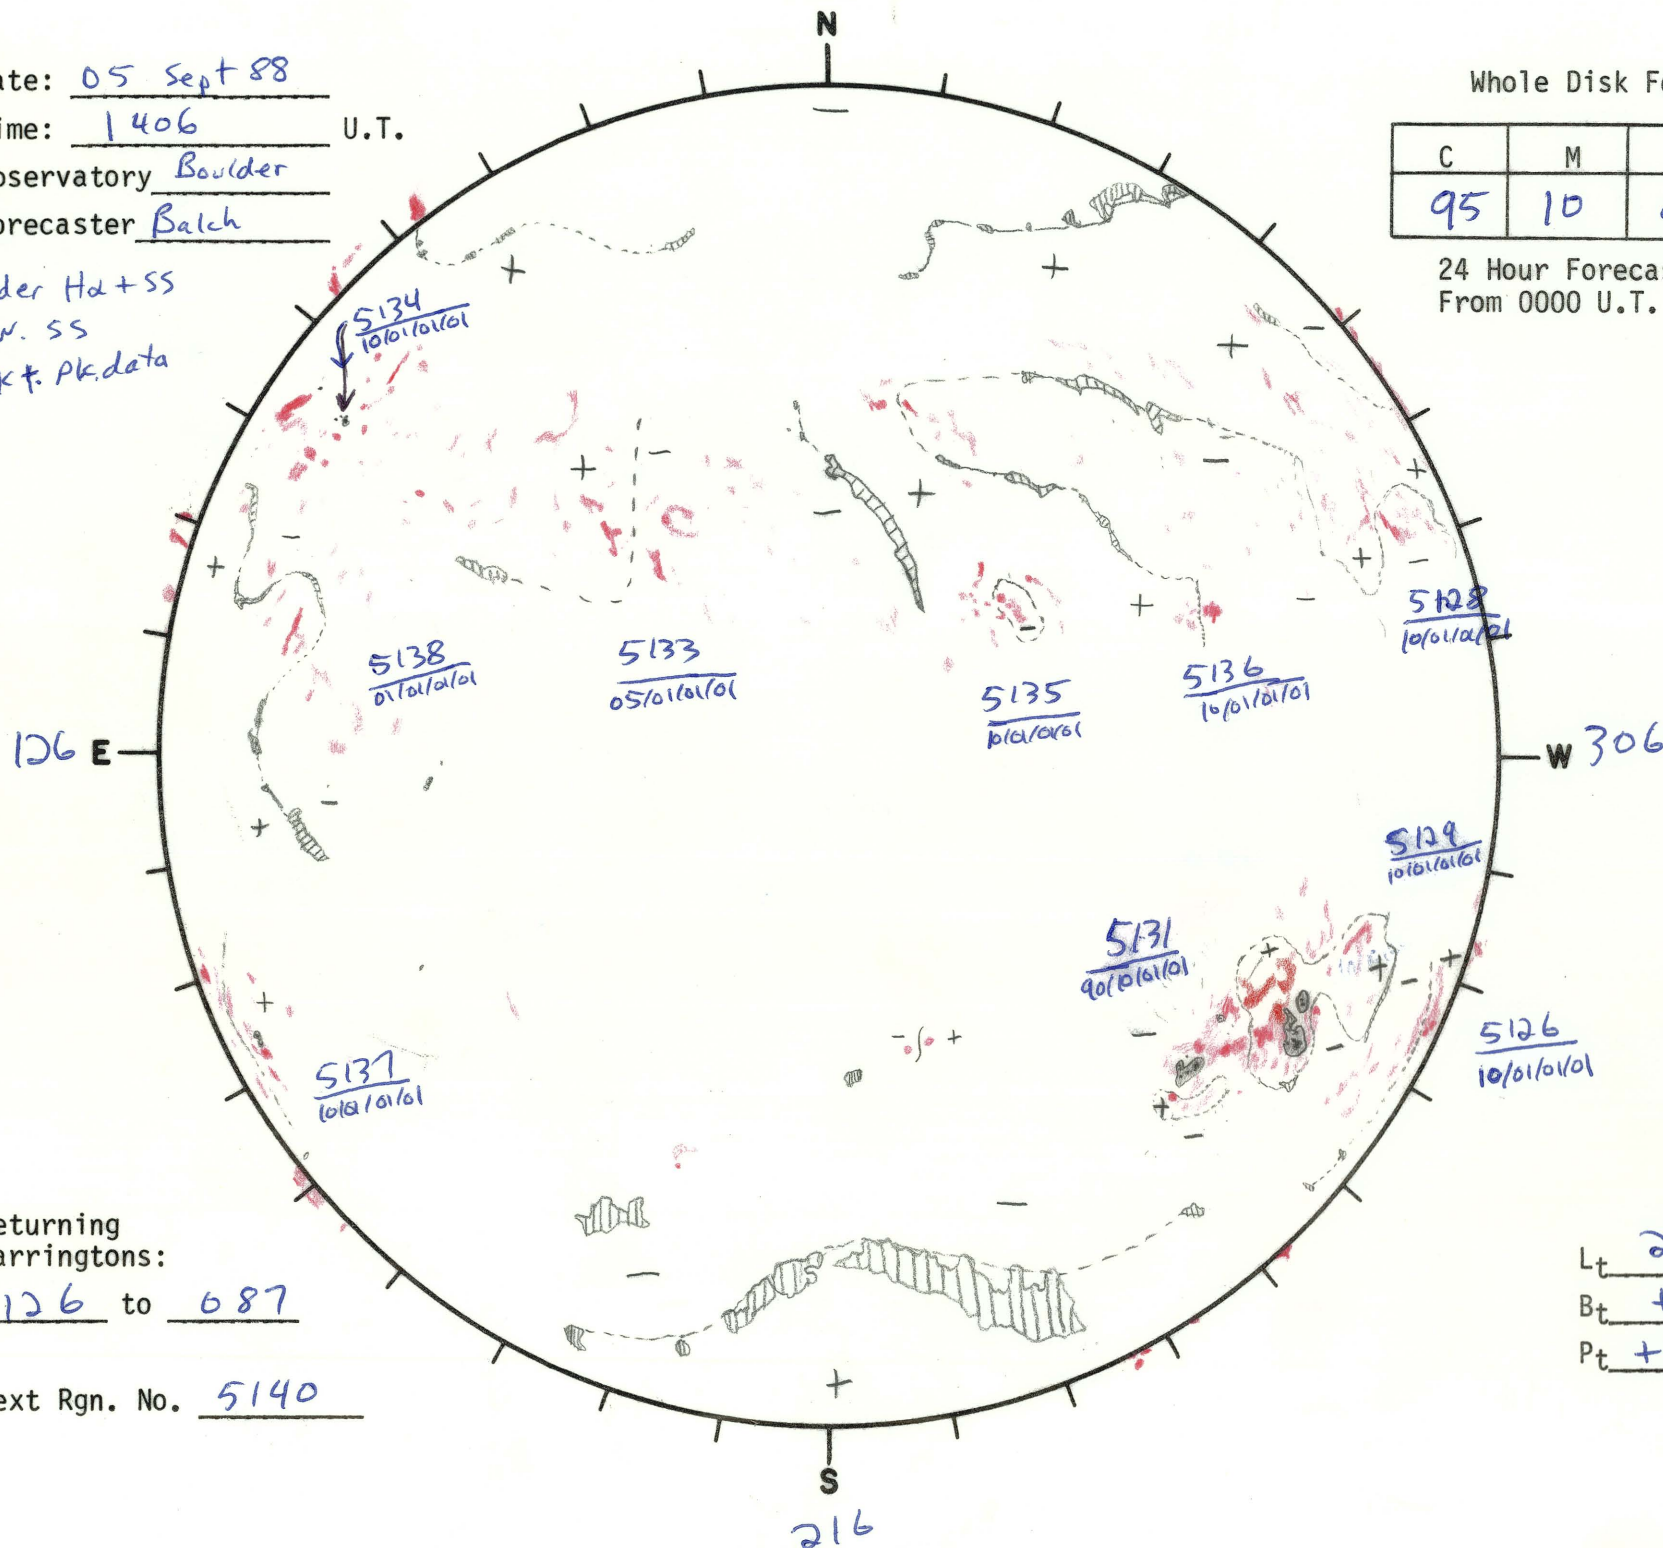 N
ate: 05 Sept 88
ime: 1406 U.T.
bservatory Boulder
orecaster Balch
der Hα + SS
w. SS
kt. Pk. data
Whole Disk Fo
C M
95 10
24 Hour Foreca
From 0000 U.T.
5134
10/01/01/01
5128
10/01/01/01
5138
01/01/01/01
5133
05/01/01/01
5135
10/01/01/01
5136
10/01/01/01
126 E
W 306
5129
10/01/01/01
5131
90/10/01/01
5126
10/01/01/01
5137
10/01/01/01
eturning
arringtons:
126 to 087
ext Rgn. No. 5140
Lt
Bt +
Pt +
S
216